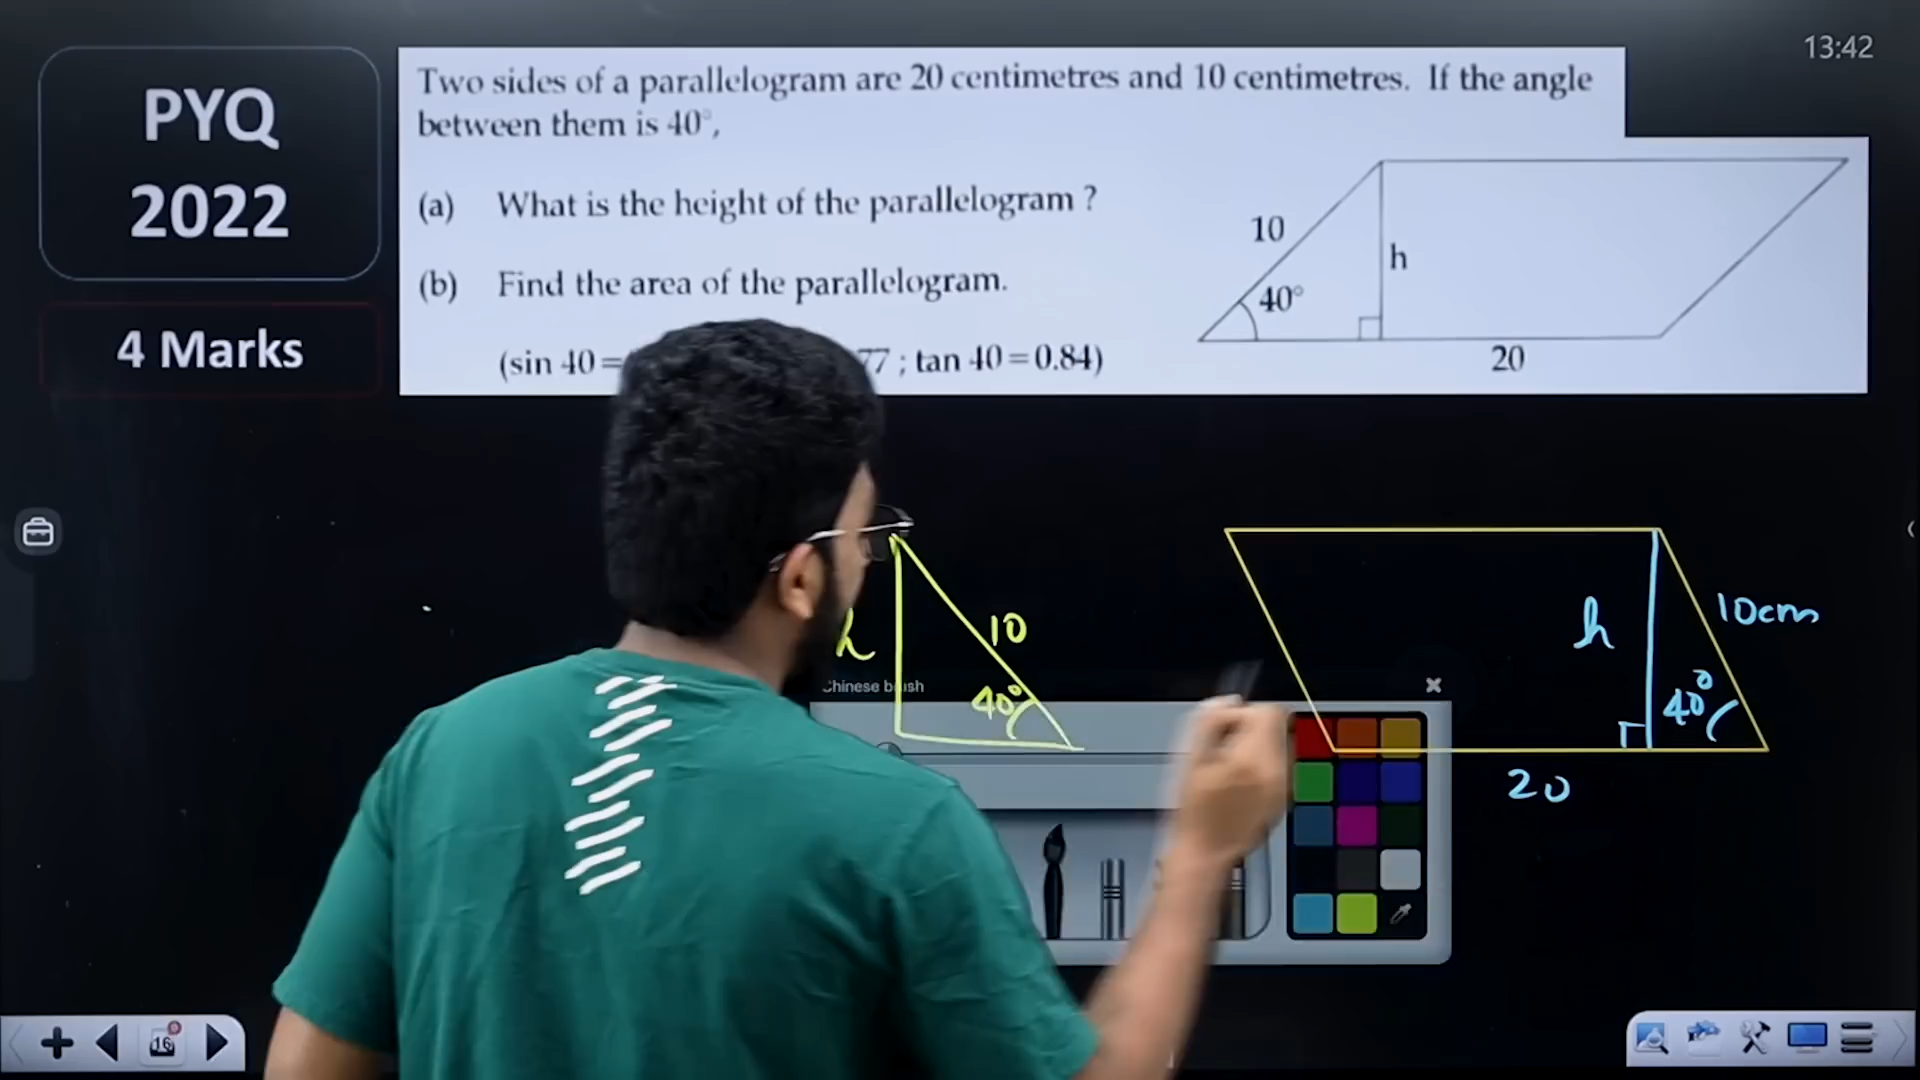 13:42
PYQ
2022
4 Marks
Two sides of a parallelogram are 20 centimetres and 10 centimetres. If the angle
between them is 40°,
(a) What is the height of the parallelogram ?
(b) Find the area of the parallelogram.
(sin 40 = 77 ; tan 40 = 0.84)
10
h
40°
20
h
10
40°
h
10cm
40°
20
Chinese brush
16